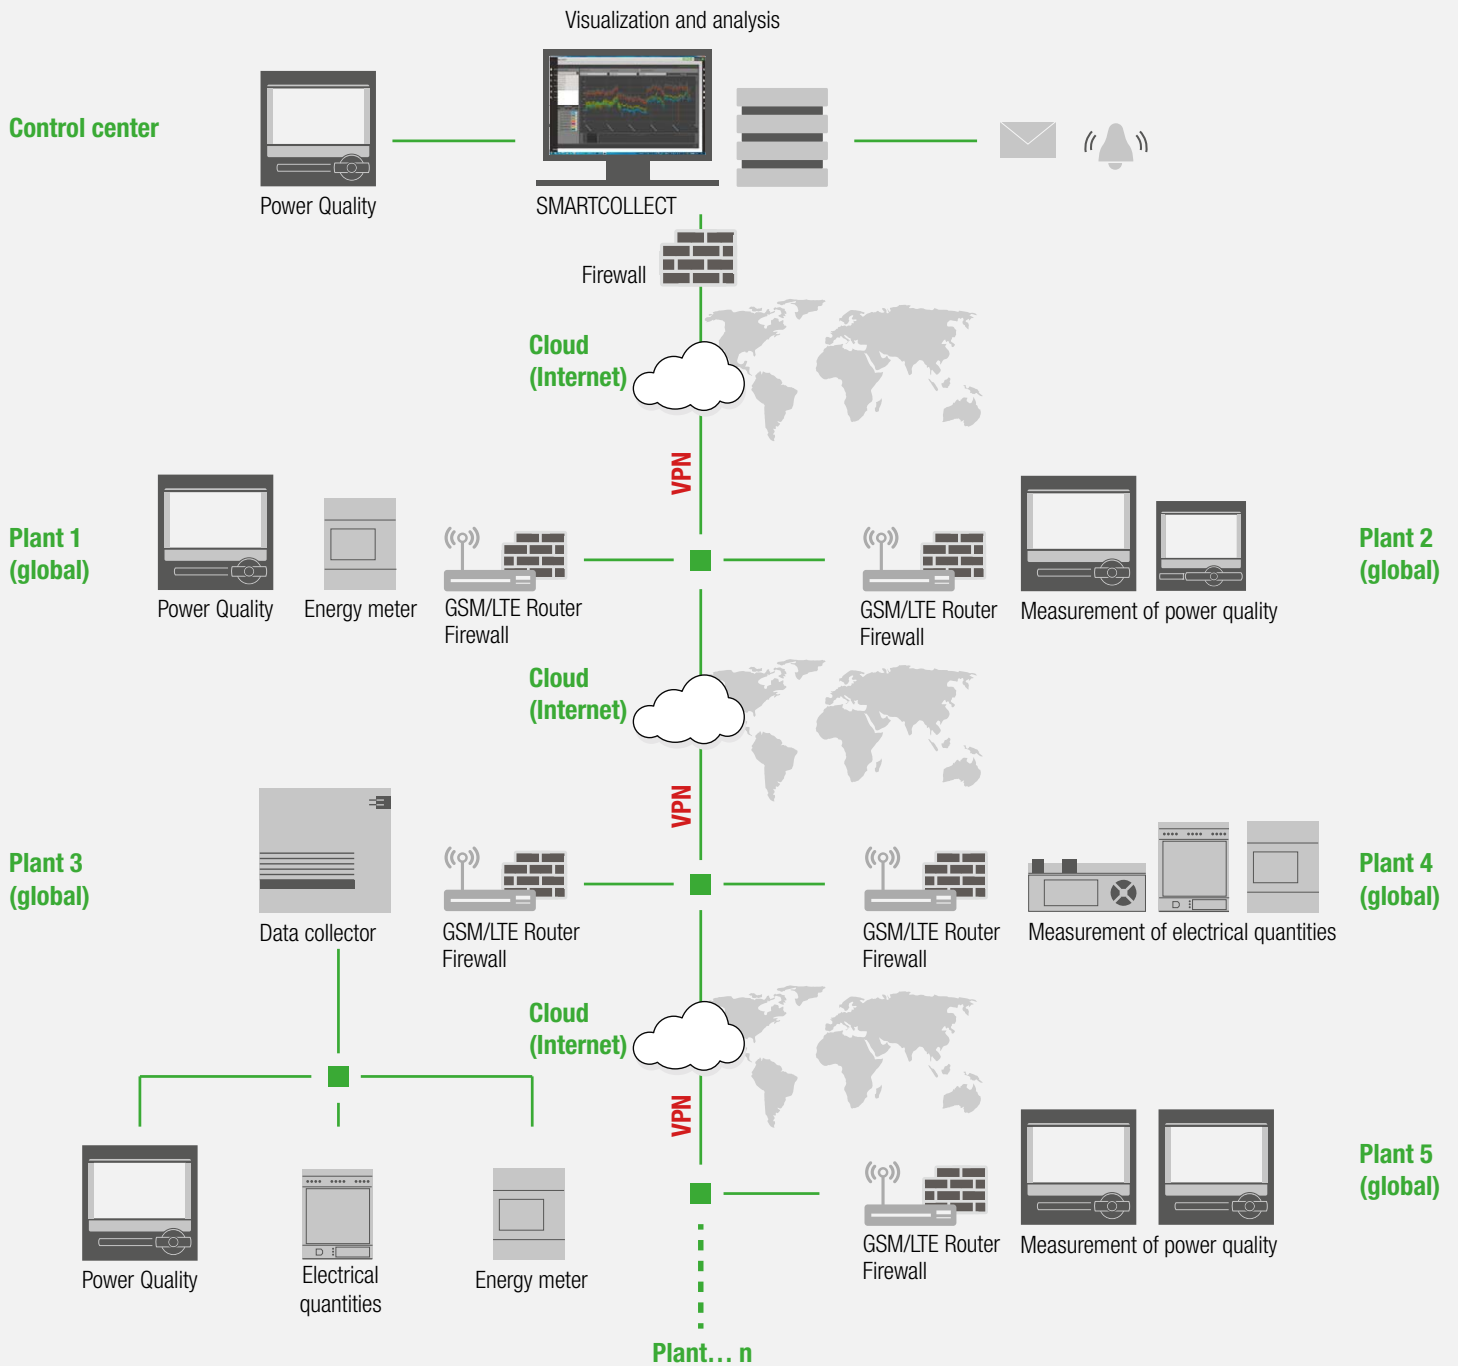 Visualization and analysis
Control center
Power Quality
SMARTCOLLECT
Firewall
Cloud
(Internet)
VPN
Plant 1
(global)
Power Quality
Energy meter
GSM/LTE Router
Firewall
GSM/LTE Router
Firewall
Measurement of power quality
Plant 2
(global)
Cloud
(Internet)
VPN
Plant 3
(global)
Data collector
GSM/LTE Router
Firewall
GSM/LTE Router
Firewall
Measurement of electrical quantities
Plant 4
(global)
Cloud
(Internet)
VPN
Power Quality
Electrical
quantities
Energy meter
GSM/LTE Router
Firewall
Measurement of power quality
Plant 5
(global)
Plant… n